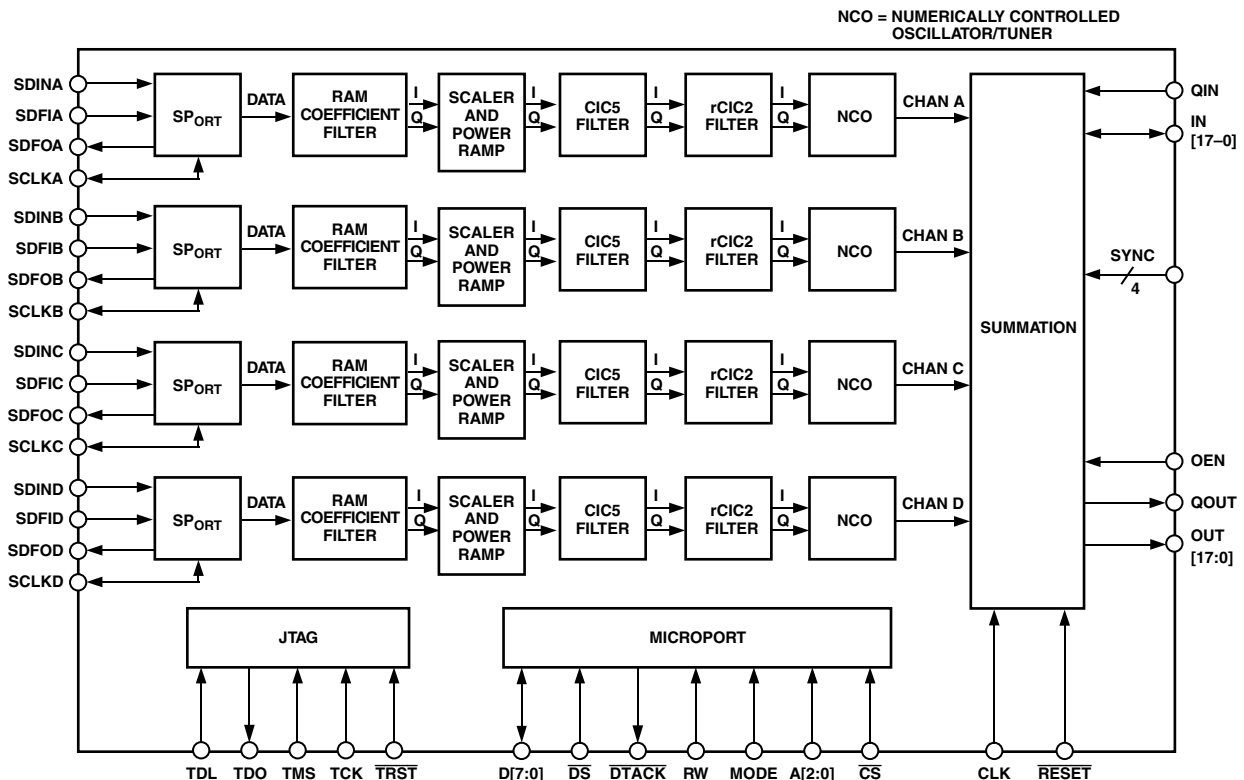 NCO = NUMERICALLY CONTROLLED
OSCILLATOR/TUNER
SDINA
SDFIA
SDFOA
SCLKA
SPORT
DATA
RAM
COEFFICIENT
FILTER
I
Q
SCALER
AND
POWER
RAMP
I
Q
CIC5
FILTER
I
Q
rCIC2
FILTER
I
Q
NCO
CHAN A
SDINB
SDFIB
SDFOB
SCLKB
SPORT
DATA
RAM
COEFFICIENT
FILTER
I
Q
SCALER
AND
POWER
RAMP
I
Q
CIC5
FILTER
I
Q
rCIC2
FILTER
I
Q
NCO
CHAN B
SDINC
SDFIC
SDFOC
SCLKC
SPORT
DATA
RAM
COEFFICIENT
FILTER
I
Q
SCALER
AND
POWER
RAMP
I
Q
CIC5
FILTER
I
Q
rCIC2
FILTER
I
Q
NCO
CHAN C
SDIND
SDFID
SDFOD
SCLKD
SPORT
DATA
RAM
COEFFICIENT
FILTER
I
Q
SCALER
AND
POWER
RAMP
I
Q
CIC5
FILTER
I
Q
rCIC2
FILTER
I
Q
NCO
CHAN D
SUMMATION
QIN
IN
[17–0]
SYNC
4
OEN
QOUT
OUT
[17:0]
JTAG
MICROPORT
TDL
TDO
TMS
TCK
TRST
D[7:0]
DS
DTACK
RW
MODE
A[2:0]
CS
CLK
RESET